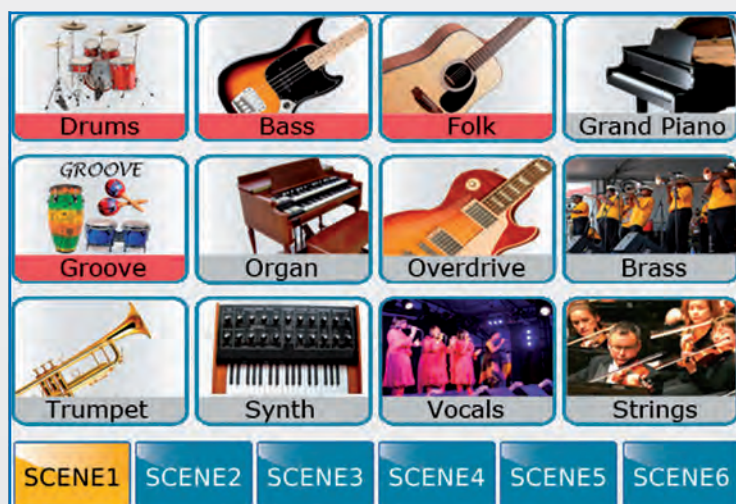 Drums
Bass
Folk
Grand Piano
GROOVE
Groove
Organ
Overdrive
Brass
Trumpet
Synth
Vocals
Strings
SCENE1
SCENE2
SCENE3
SCENE4
SCENE5
SCENE6